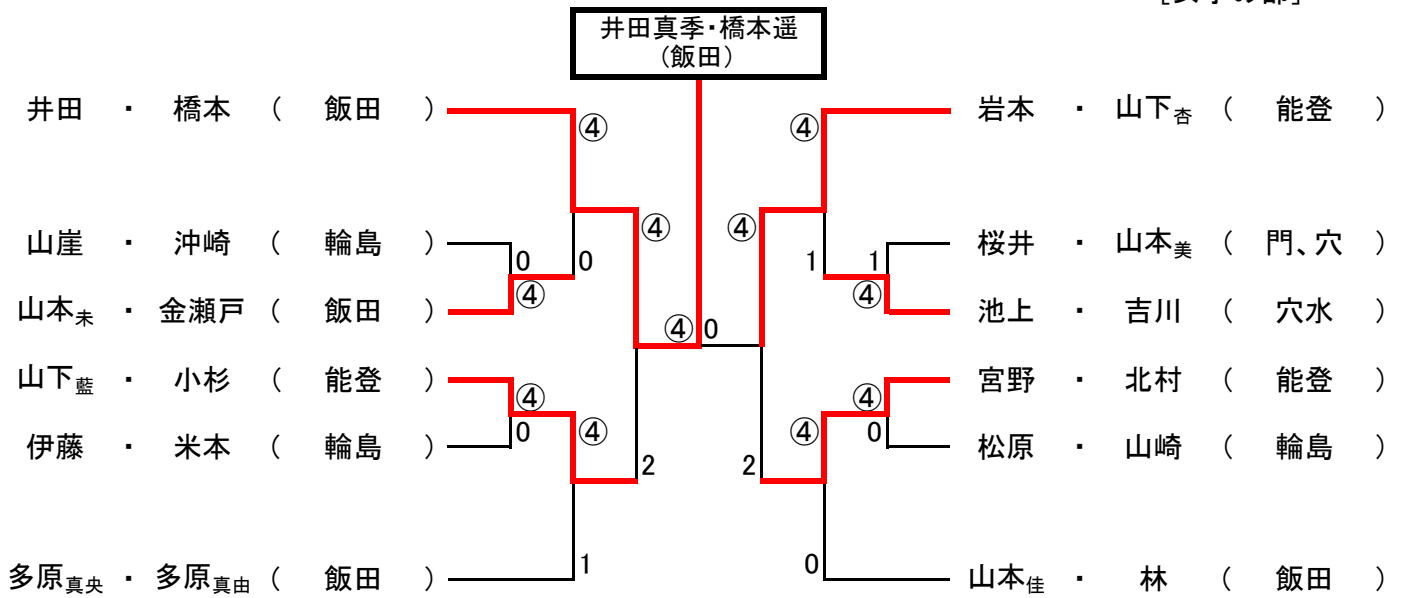 井田真季・橋本遥
(飯田)
井田 ・ 橋本 ( 飯田 )
④
④
岩本 ・ 山下杏 ( 能登 )
④
④
山崖 ・ 沖崎 ( 輪島 )
0
0
1
1
桜井 ・ 山本美 ( 門、穴 )
山本未 ・ 金瀬戸 ( 飯田 )
④
④
池上 ・ 吉川 ( 穴水 )
④
0
山下藍 ・ 小杉 ( 能登 )
④
④
宮野 ・ 北村 ( 能登 )
伊藤 ・ 米本 ( 輪島 )
0
④
④
0
松原 ・ 山崎 ( 輪島 )
2
2
多原真央 ・ 多原真由 ( 飯田 )
1
0
山本佳 ・ 林 ( 飯田 )